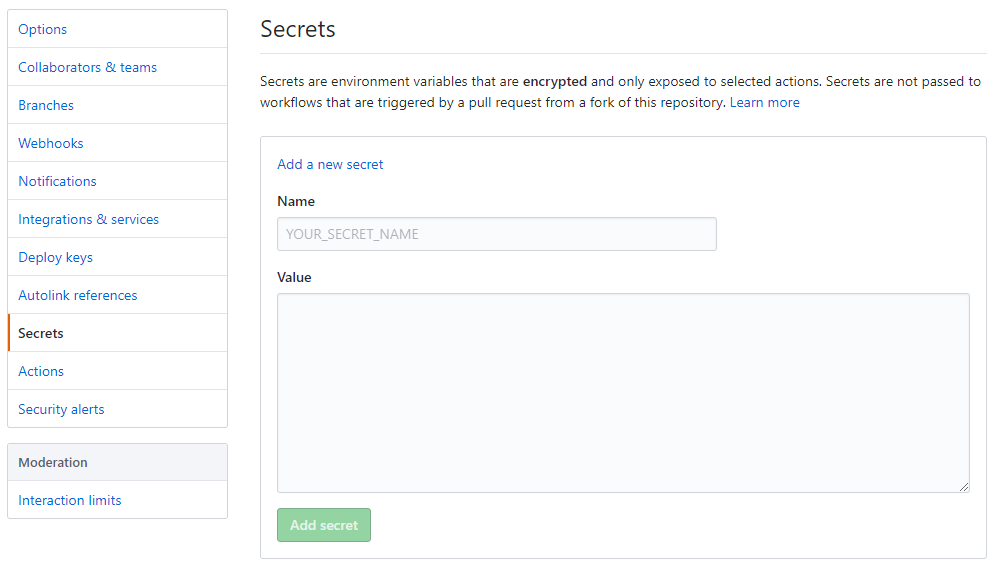 Options
Collaborators & teams
Branches
Webhooks
Notifications
Integrations & services
Deploy keys
Autolink references
Secrets
Actions
Security alerts
Moderation
Interaction limits
Secrets
Secrets are environment variables that are encrypted and only exposed to selected actions. Secrets are not passed to
workflows that are triggered by a pull request from a fork of this repository. Learn more
Add a new secret
Name
YOUR_SECRET_NAME
Value
Add secret